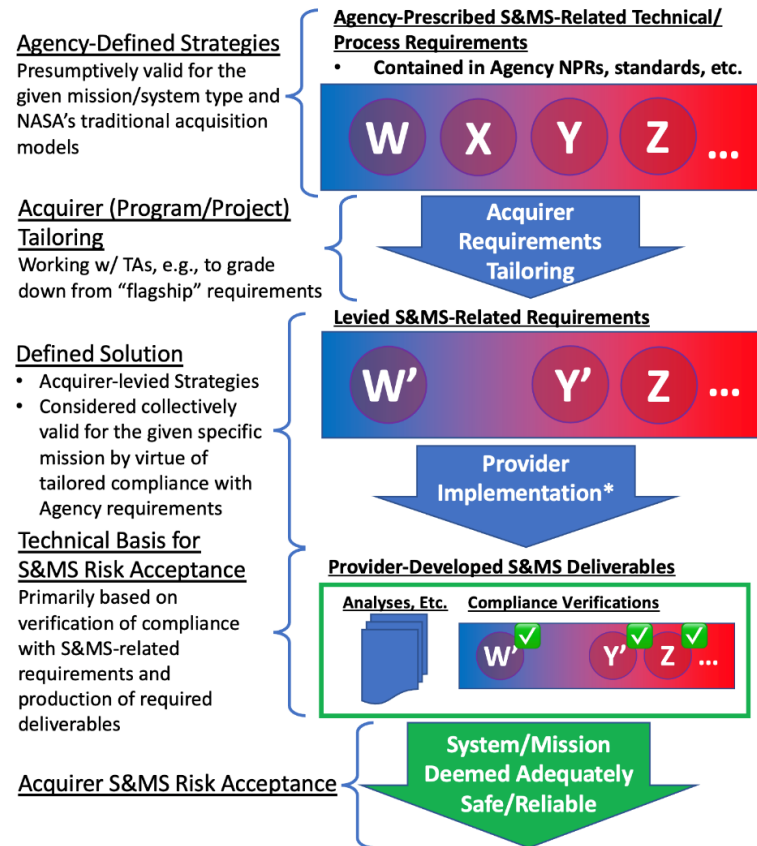 Agency-Defined Strategies
Presumptively valid for the
given mission/system type and
NASA's traditional acquisition
models
Agency-Prescribed S&MS-Related Technical/
Process Requirements
• Contained in Agency NPRs, standards, etc.
W X Y Z ...
Acquirer (Program/Project)
Tailoring
Working w/ TAs, e.g., to grade
down from “flagship” requirements
Acquirer
Requirements
Tailoring
Levied S&MS-Related Requirements
W’ Y’ Z ...
Defined Solution
• Acquirer-levied Strategies
• Considered collectively
valid for the given specific
mission by virtue of
tailored compliance with
Agency requirements
Provider
Implementation*
Technical Basis for
S&MS Risk Acceptance
Primarily based on
verification of compliance
with S&MS-related
requirements and
production of required
deliverables
Provider-Developed S&MS Deliverables
Analyses, Etc.
Compliance Verifications
W’ Y’ Z ...
Acquirer S&MS Risk Acceptance
System/Mission
Deemed Adequately
Safe/Reliable